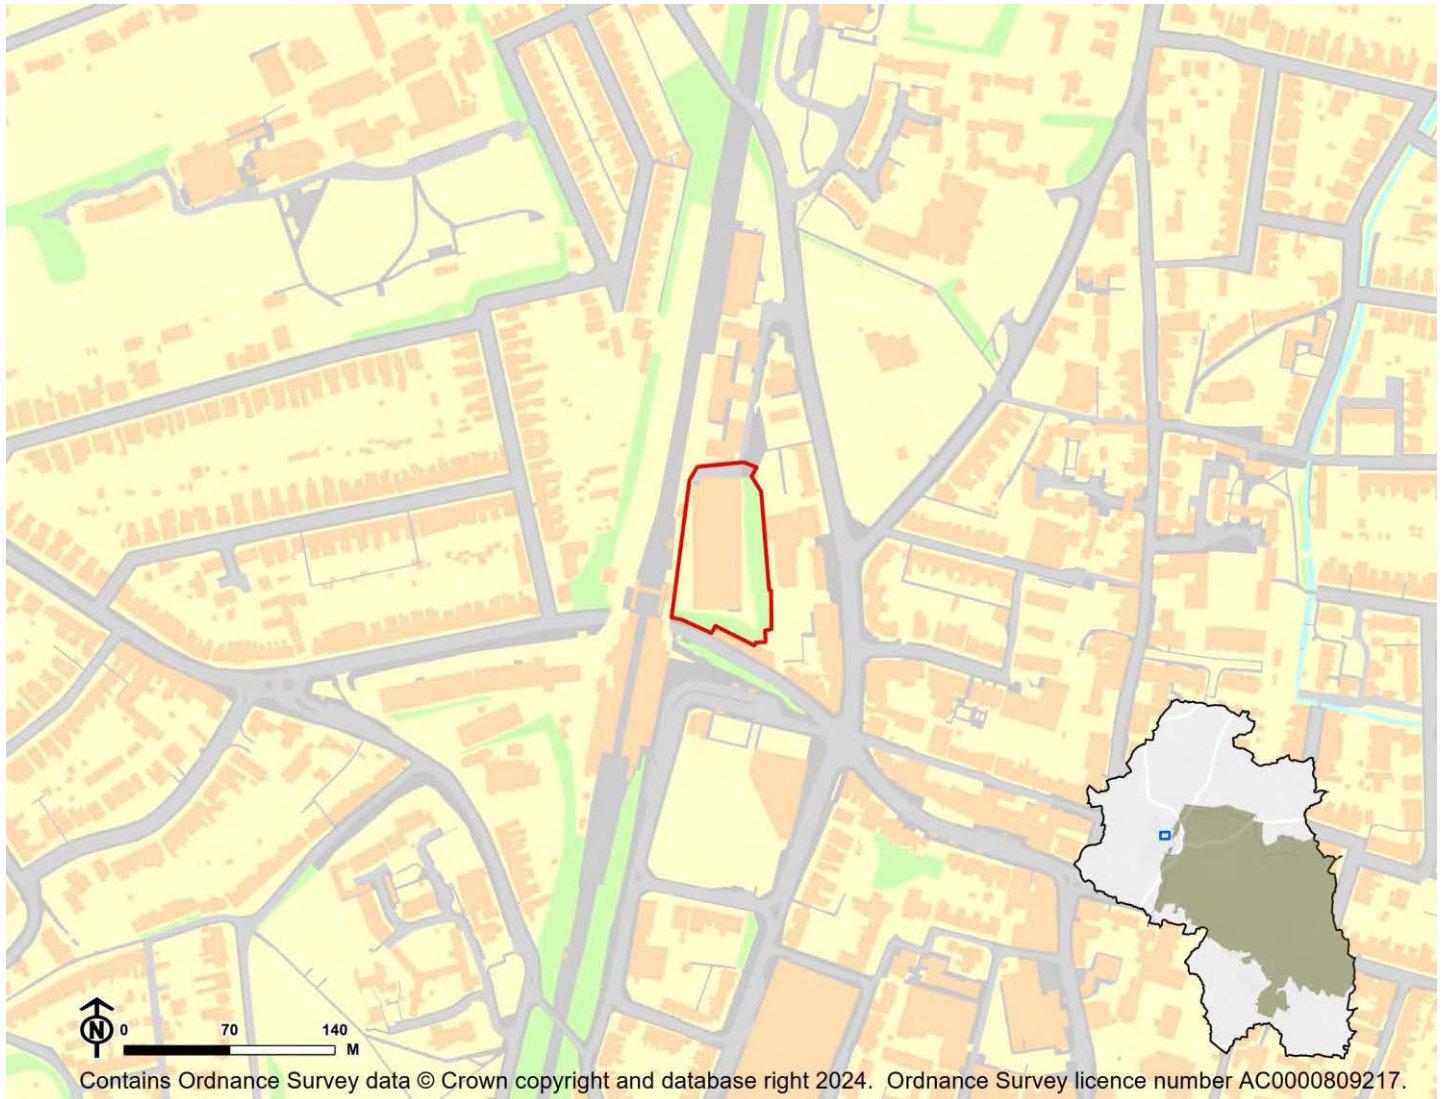 N 0 70 140
M
Contains Ordnance Survey data © Crown copyright and database right 2024. Ordnance Survey licence number AC0000809217.